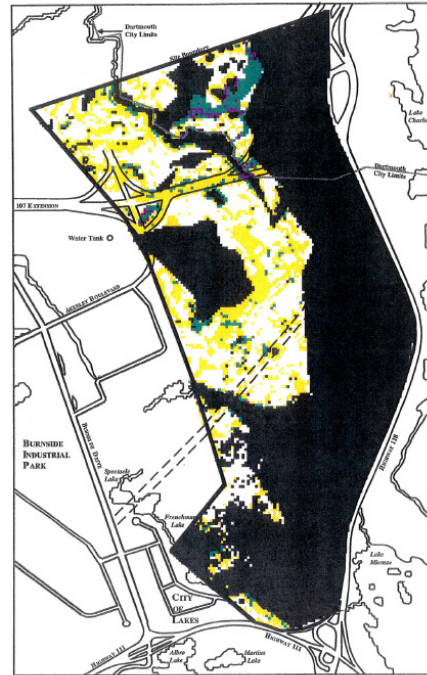 Dartmouth
City Limits
Site Boundary
Lake
Charles
Dartmouth
City Limits
107 EXTENSION
Water Tank
AKERLEY BOULEVARD
BURNSIDE
INDUSTRIAL
PARK
BURNSIDE DRIVE
Spectacle
Lake
Frenchman
Lake
HIGHWAY 118
Lake
Micmac
CITY
OF
LAKES
HIGHWAY 111
HIGHWAY 111
Albro
Lake
Martins
Lake